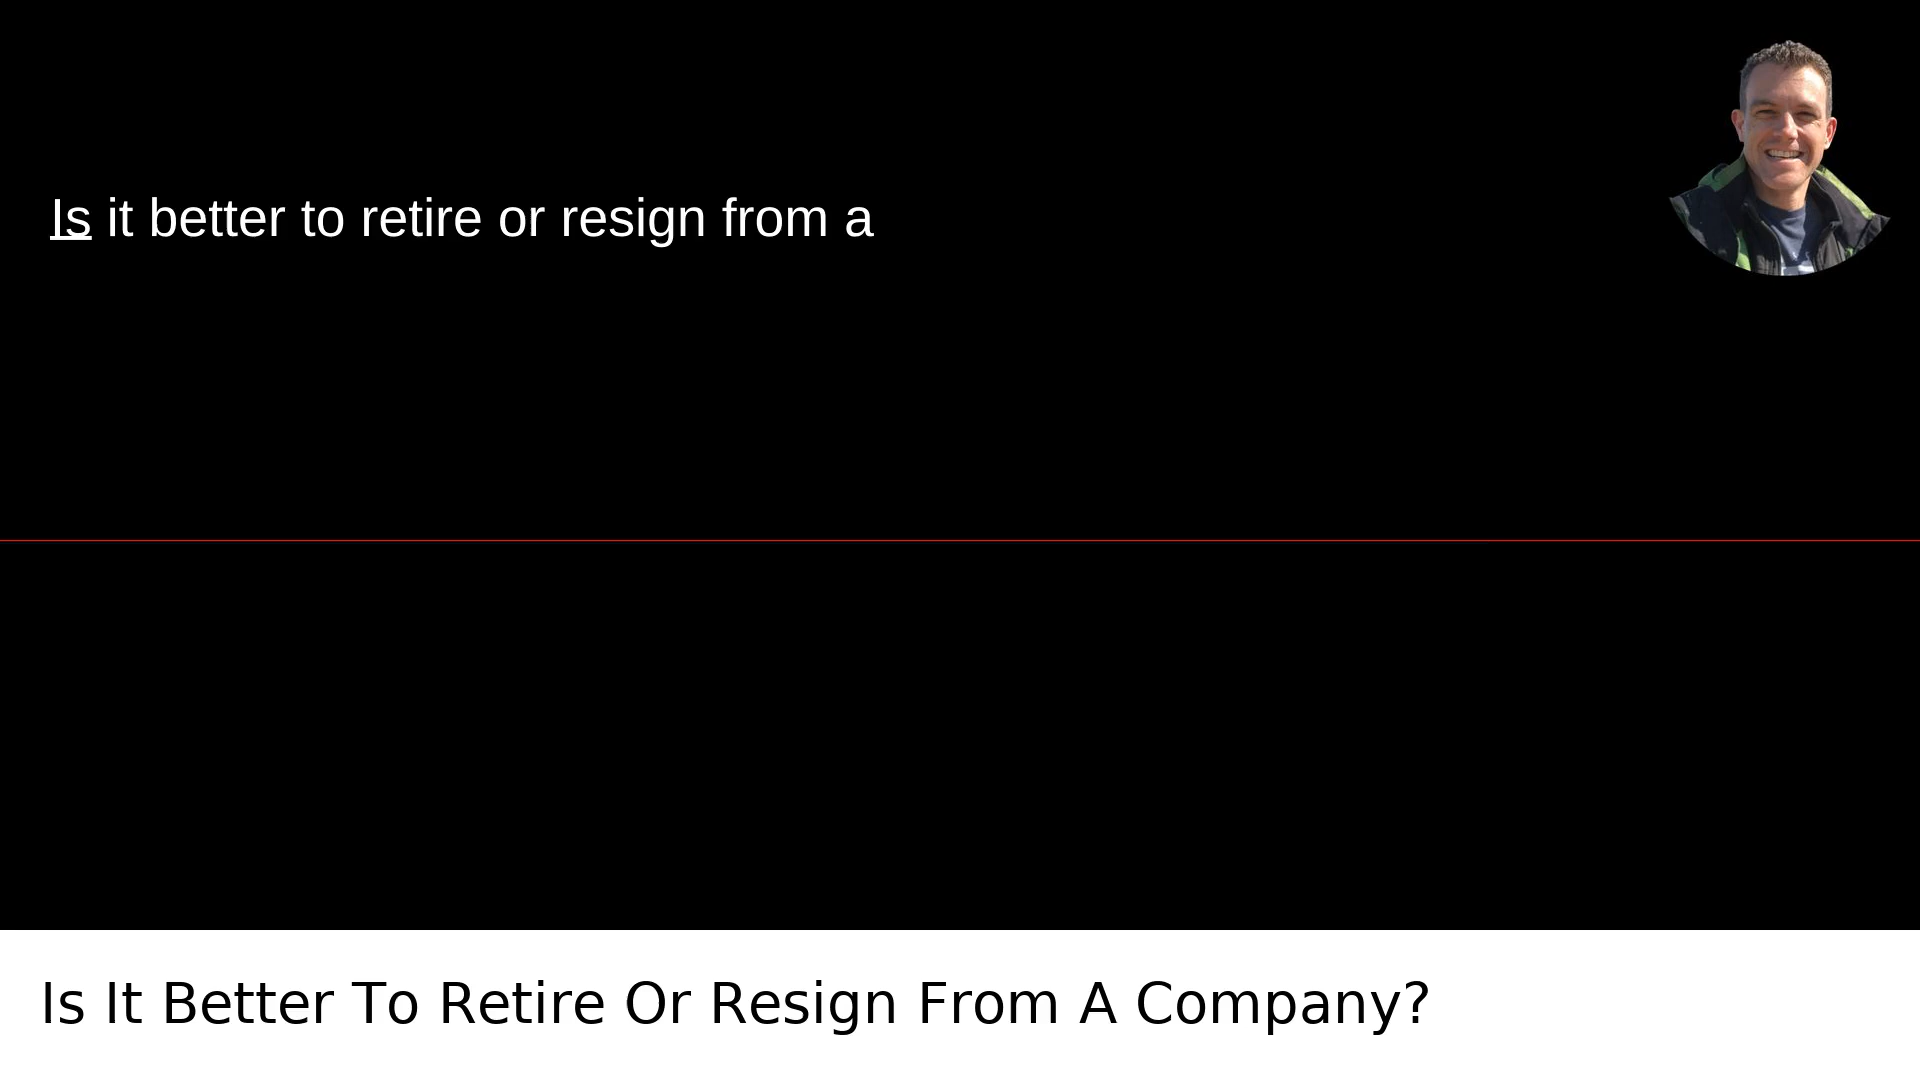 Is it better to retire or resign from a
Is It Better To Retire Or Resign From A Company?